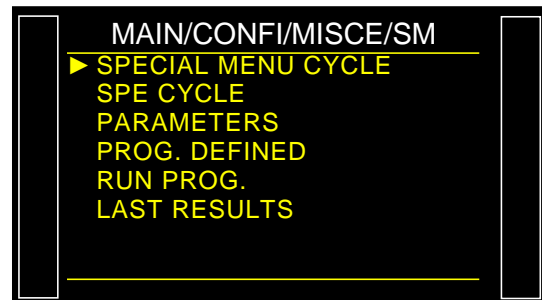 MAIN/CONFI/MISCE/SM
► SPECIAL MENU CYCLE
SPE CYCLE
PARAMETERS
PROG. DEFINED
RUN PROG.
LAST RESULTS